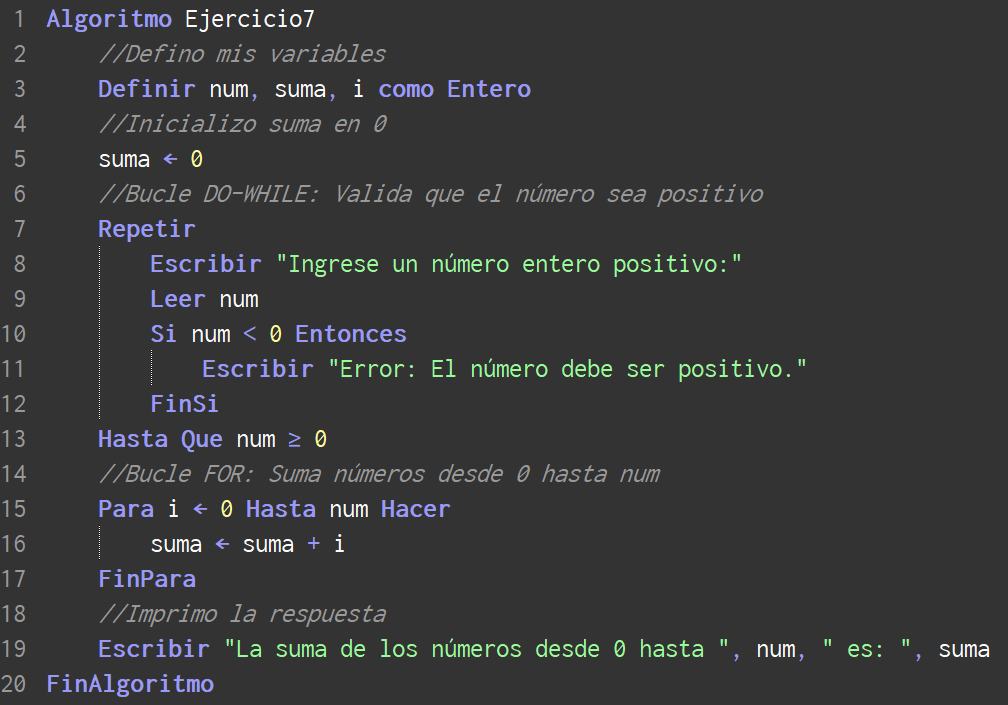 1 Algoritmo Ejercicio7
2 //Defino mis variables
3 Definir num, suma, i como Entero
4 //Inicializo suma en 0
5 suma ← 0
6 //Bucle DO-WHILE: Valida que el número sea positivo
7 Repetir
8 Escribir "Ingrese un número entero positivo:"
9 Leer num
10 Si num < 0 Entonces
11 Escribir "Error: El número debe ser positivo."
12 FinSi
13 Hasta Que num ≥ 0
14 //Bucle FOR: Suma números desde 0 hasta num
15 Para i ← 0 Hasta num Hacer
16 suma ← suma + i
17 FinPara
18 //Imprimo la respuesta
19 Escribir "La suma de los números desde 0 hasta ", num, " es: ", suma
20 FinAlgoritmo